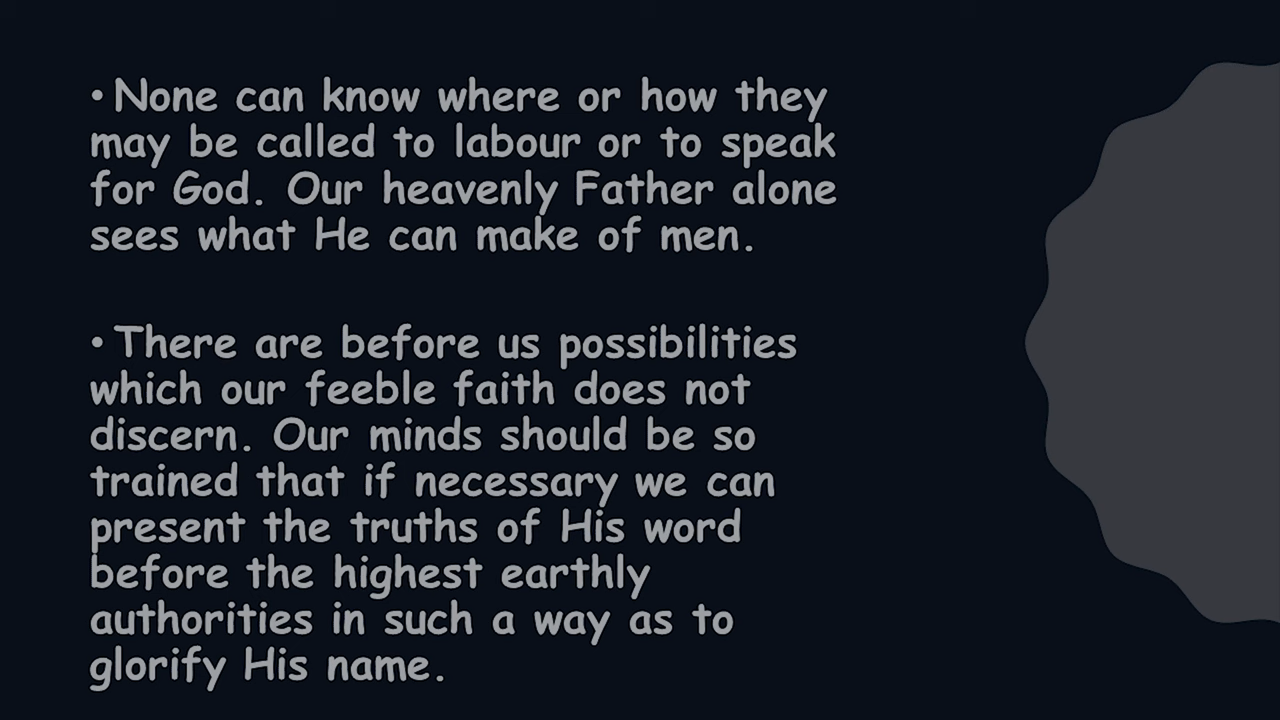 • None can know where or how they
may be called to labour or to speak
for God. Our heavenly Father alone
sees what He can make of men.
• There are before us possibilities
which our feeble faith does not
discern. Our minds should be so
trained that if necessary we can
present the truths of His word
before the highest earthly
authorities in such a way as to
glorify His name.